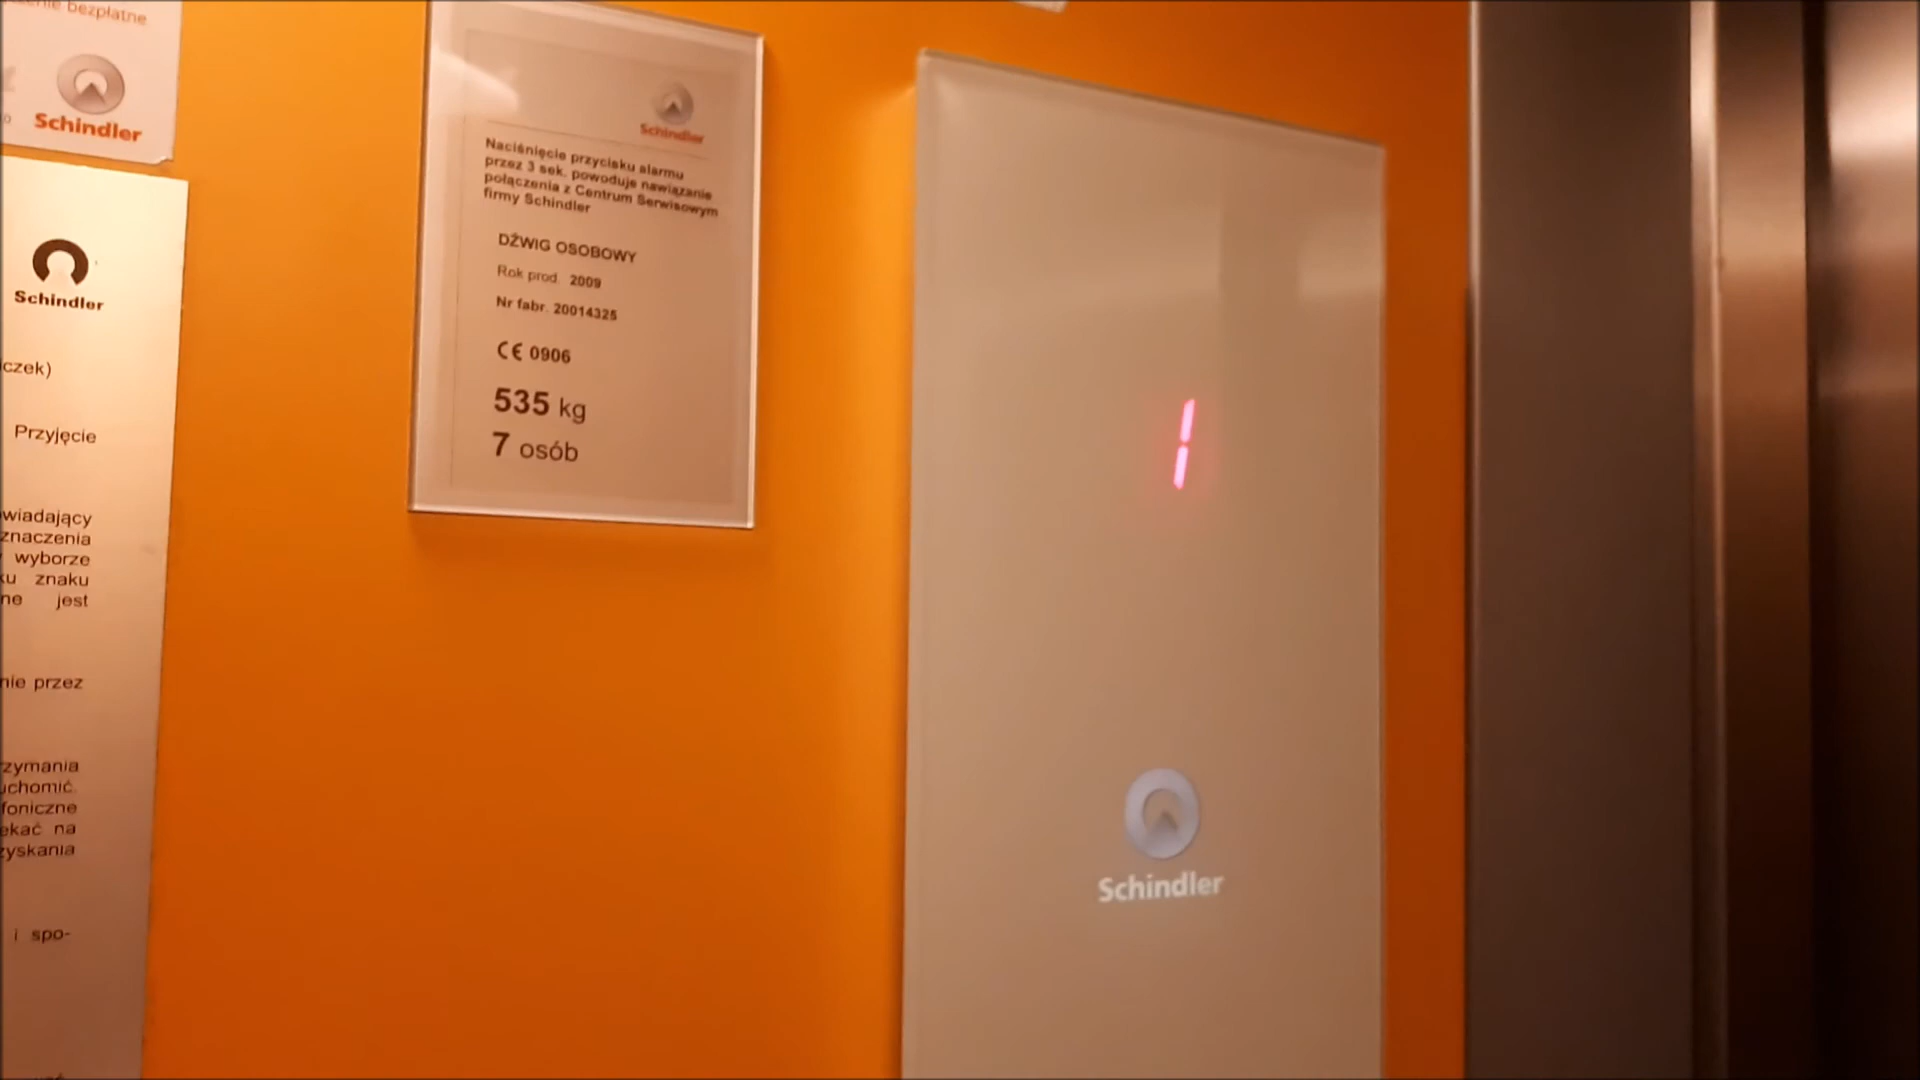 bezpłatne
Schindler
Schindler
czek)
Przyjęcie
wiadający
znaczenia
wyborze
ku znaku
ne jest
nie przez
zymania
uchomić.
foniczne
ekać na
zyskania
i spo-
Schindler
Naciśnięcie przycisku alarmu
przez 3 sek. powoduje nawiązanie
połączenia z Centrum Serwisowym
firmy Schindler
DŹWIG OSOBOWY
Rok prod. 2009
Nr fabr. 20014325
CE 0906
535 kg
7 osób
1
Schindler